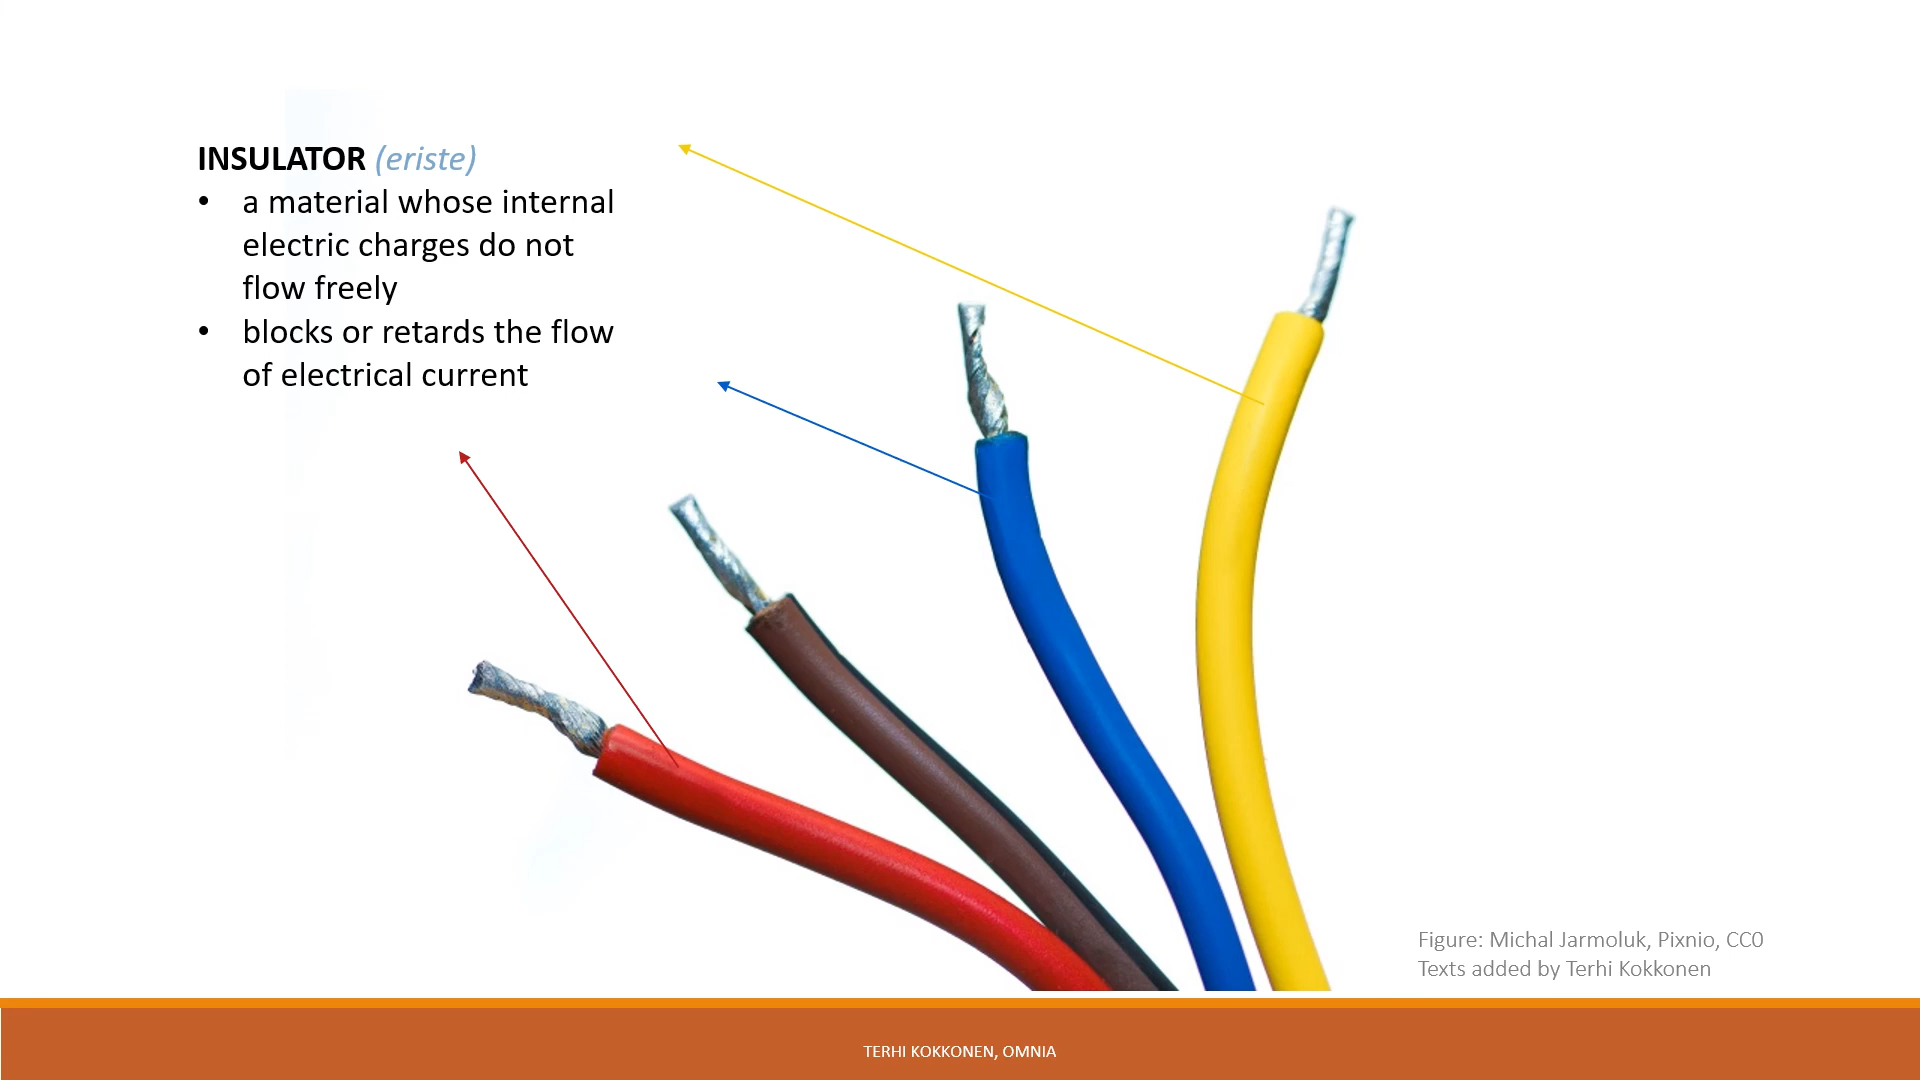 INSULATOR (eriste)
• a material whose internal
electric charges do not
flow freely
• blocks or retards the flow
of electrical current
Figure: Michal Jarmoluk, Pixnio, CC0
Texts added by Terhi Kokkonen
TERHI KOKKONEN, OMNIA